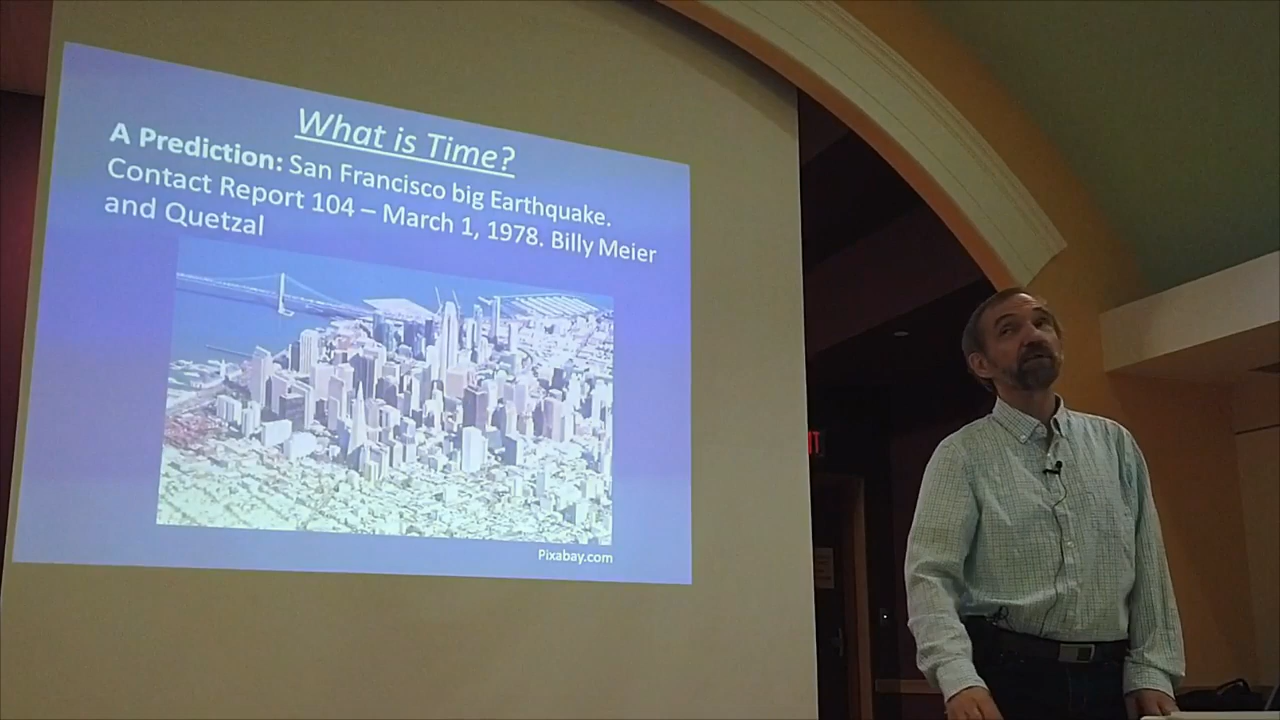 What is Time?
A Prediction: San Francisco big Earthquake.
Contact Report 104 – March 1, 1978. Billy Meier
and Quetzal
Pixabay.com